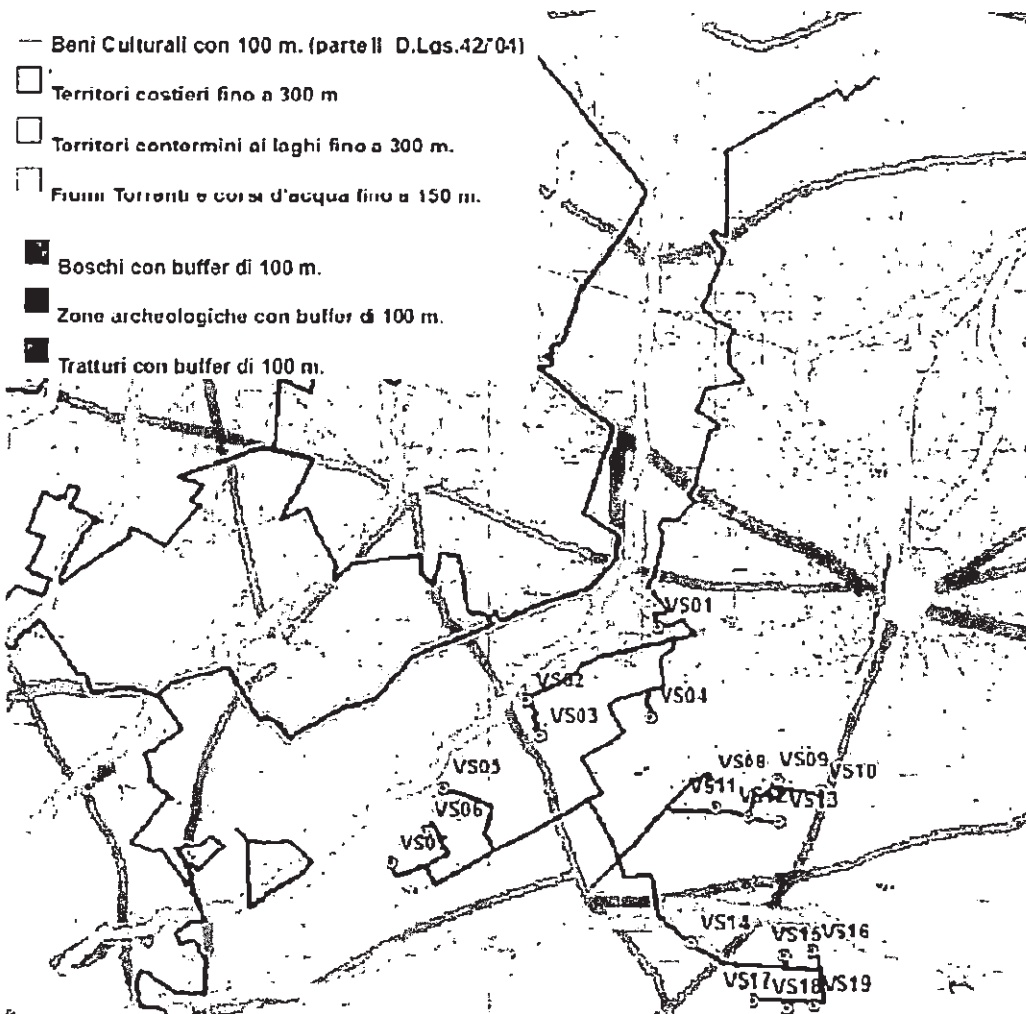 Beni Culturali con 100 m. (parte II D.Lgs.42/04)
Territori costieri fino a 300 m
Territori contermini ai laghi fino a 300 m.
Fiumi Torrenti e corsi d'acqua fino a 150 m.
Boschi con buffer di 100 m.
Zone archeologiche con buffer di 100 m.
Tratturi con buffer di 100 m.
VS01
VS02
VS03
VS04
VS05
VS06
VS08
VS09
VS10
VS11
VS12
VS13
VS14
VS15
VS16
VS17
VS18
VS19